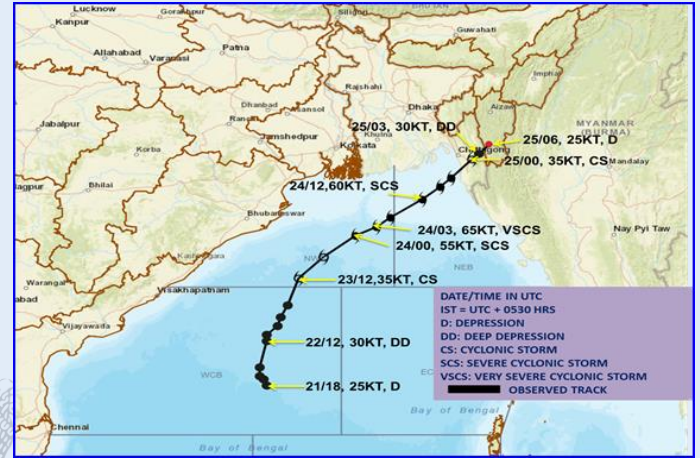 Lucknow
Gorakhpur
Siliguri
BHUTAN
Kanpur
Guwahati
Patna
Allahabad
Varanasi
Imphal
Rajshahi
Dhanbad
Asansol
Dhaka
Aizawl
MYANMAR
(BURMA)
Jabalpur
Ranchi
Jamshedpur
Khulna
25/03, 30KT, DD
25/06, 25KT, D
Korba
Kolkata
Chittagong
25/00, 35KT, CS
Mandalay
Bhilai
24/12,60KT, SCS
Bhubaneswar
24/03, 65KT, VSCS
24/00, 55KT, SCS
Nay Pyi Taw
NEB
23/12,35KT, CS
Warangal
Visakhapatnam
DATE/TIME IN UTC
IST = UTC + 0530 HRS
D: DEPRESSION
DD: DEEP DEPRESSION
CS: CYCLONIC STORM
SCS: SEVERE CYCLONIC STORM
VSCS: VERY SEVERE CYCLONIC STORM
OBSERVED TRACK
Vijayawada
22/12, 30KT, DD
WCB
21/18, 25KT, D
Bay of Bengal
Chennai
Bay of Bengal